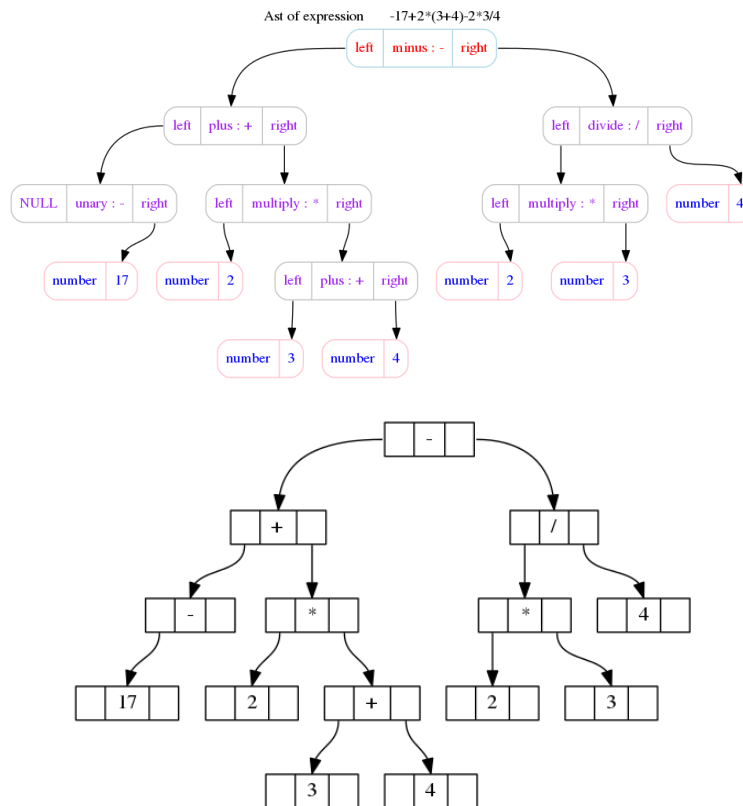 Ast of expression -17+2*(3+4)-2*3/4
left minus : - right
left plus : + right left divide : / right
NULL unary : - right left multiply : * right left multiply : * right number 4
number 17 number 2 left plus : + right number 2 number 3
number 3 number 4
-
+ /
- * * 4
17 2 + 2 3
3 4